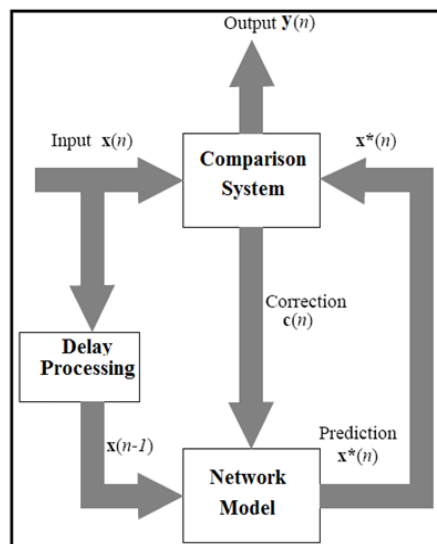 Output y(n)
Input x(n)
x*(n)
Comparison
System
Correction
c(n)
Delay
Processing
x(n-1)
Prediction
x*(n)
Network
Model